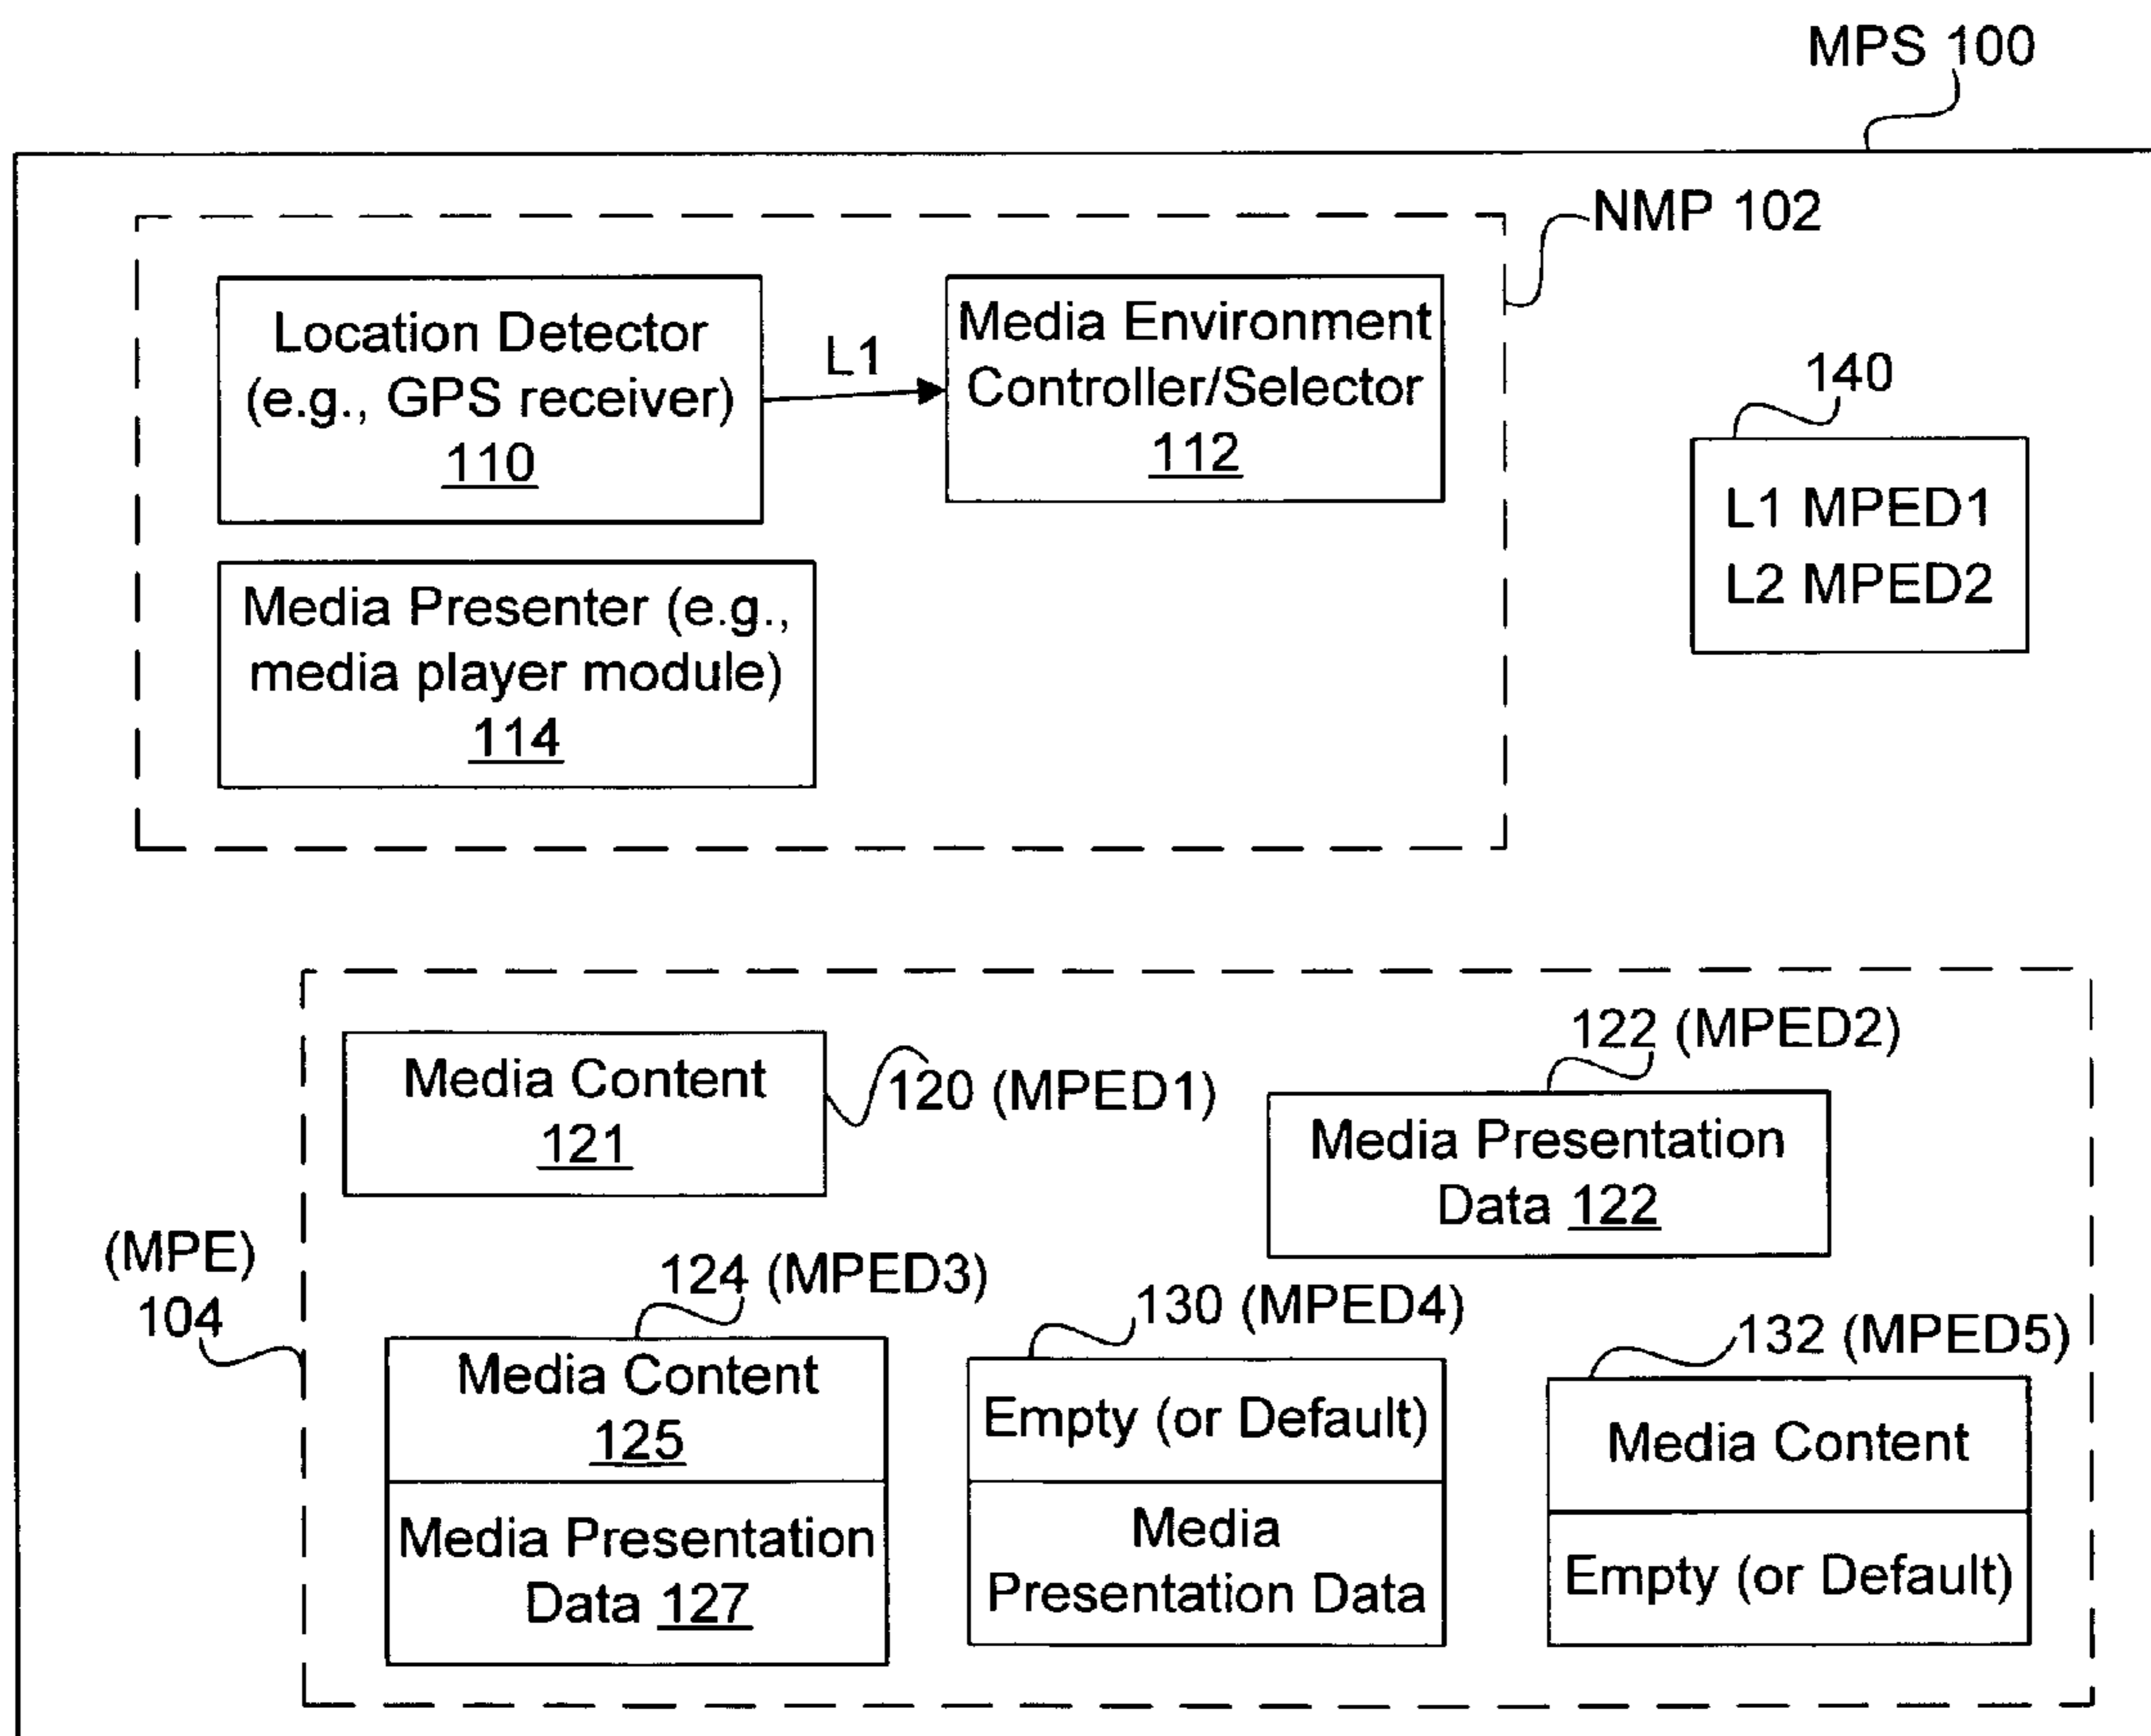 MPS 100
NMP 102
Location Detector
(e.g., GPS receiver)
110
L1
Media Environment
Controller/Selector
112
140
L1 MPED1
L2 MPED2
Media Presenter (e.g.,
media player module)
114
(MPE)
104
Media Content
121
120 (MPED1)
122 (MPED2)
Media Presentation
Data 122
124 (MPED3)
Media Content
125
Media Presentation
Data 127
130 (MPED4)
Empty (or Default)
Media
Presentation Data
132 (MPED5)
Media Content
Empty (or Default)